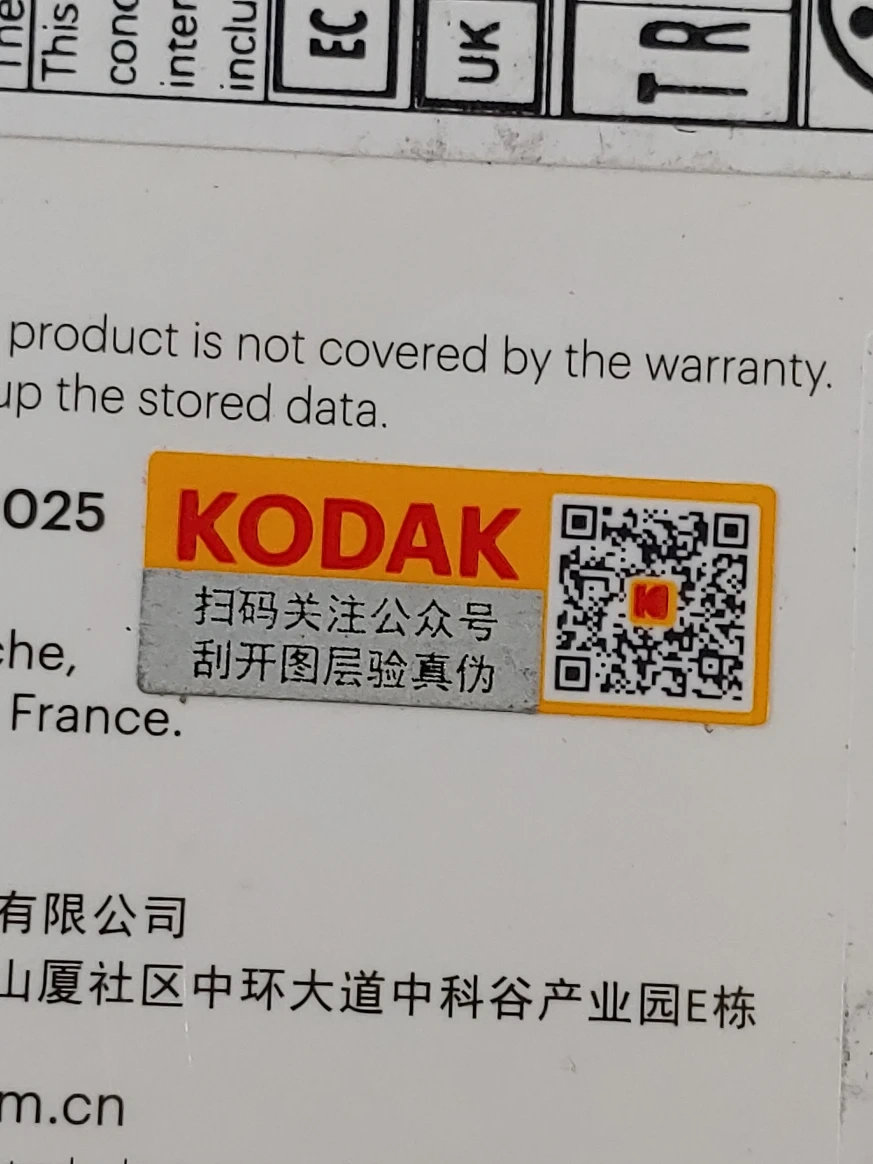 The
This
conc
inter
inclu
EC
UK
TR
product is not covered by the warranty.
up the stored data.
025
KODAK
扫码关注公众号
刮开图层验真伪
che,
France.
有限公司
山厦社区中环大道中科谷产业园E栋
m.cn